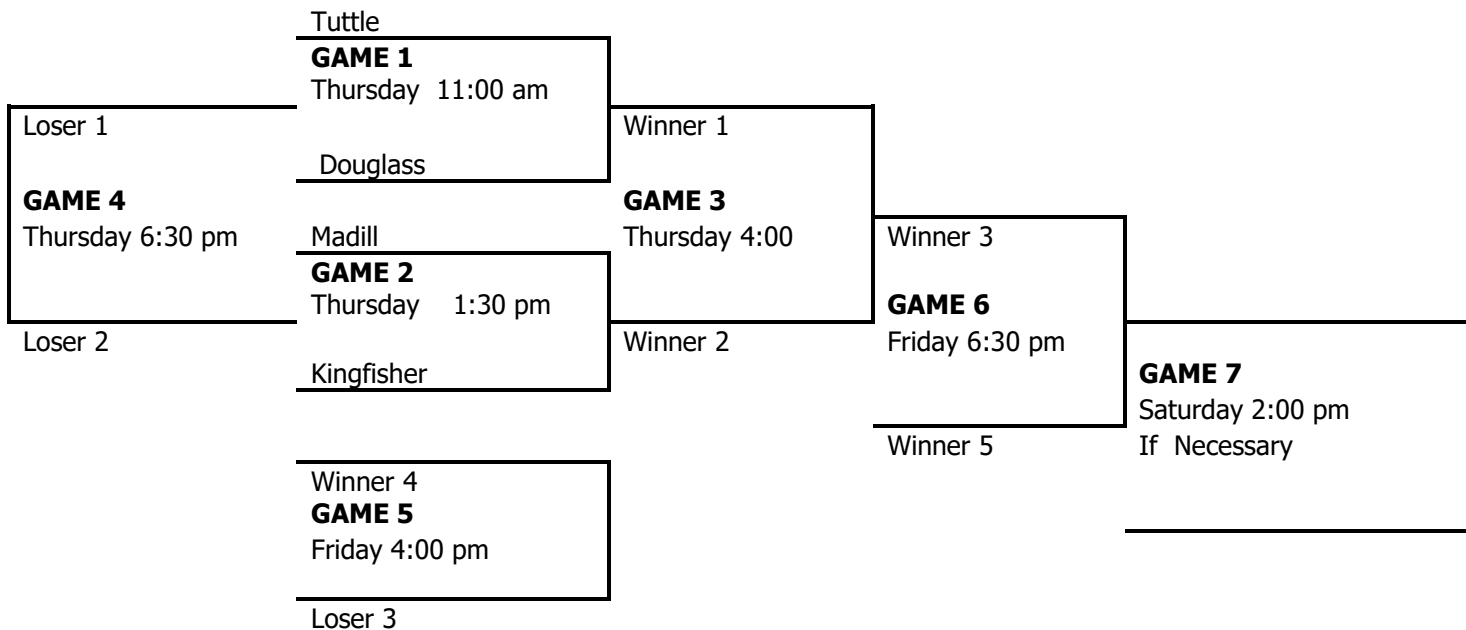 Tuttle
GAME 1
Thursday 11:00 am
Loser 1
Winner 1
Douglass
GAME 4
GAME 3
Thursday 6:30 pm
Madill
Thursday 4:00
Winner 3
GAME 2
Thursday 1:30 pm
GAME 6
Loser 2
Winner 2
Friday 6:30 pm
Kingfisher
GAME 7
Saturday 2:00 pm
Winner 5
If Necessary
Winner 4
GAME 5
Friday 4:00 pm
Loser 3